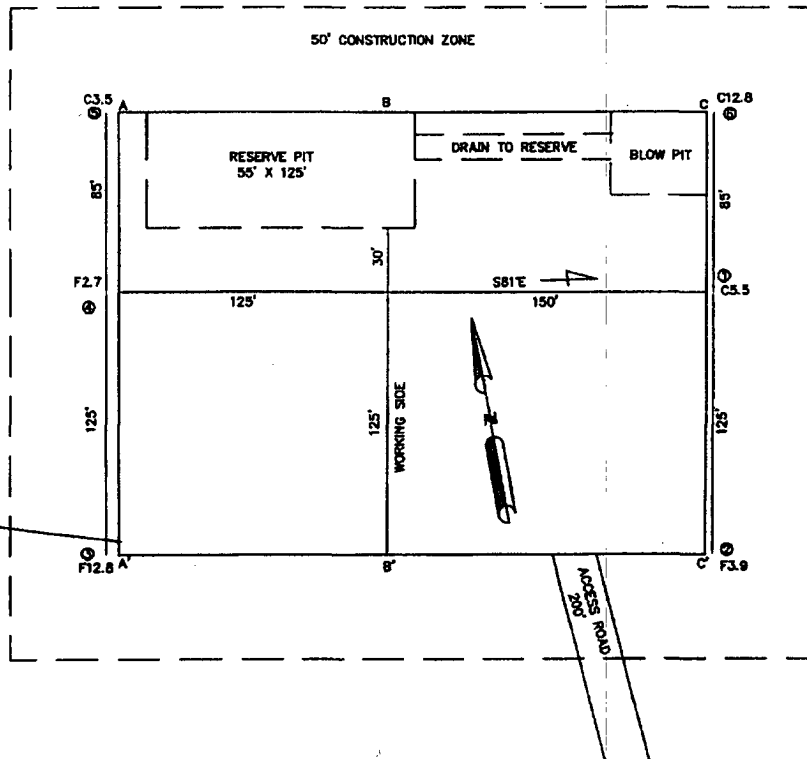 50' CONSTRUCTION ZONE
C3.5
A
B
C
C12.8
RESERVE PIT
55' X 125'
DRAIN TO RESERVE
BLOW PIT
85'
85'
30'
F2.7
S81°E
C5.5
125'
150'
125'
125'
WORKING SIDE
N
125'
A'
F12.8
B'
C'
F3.9
ACCESS ROAD
200'